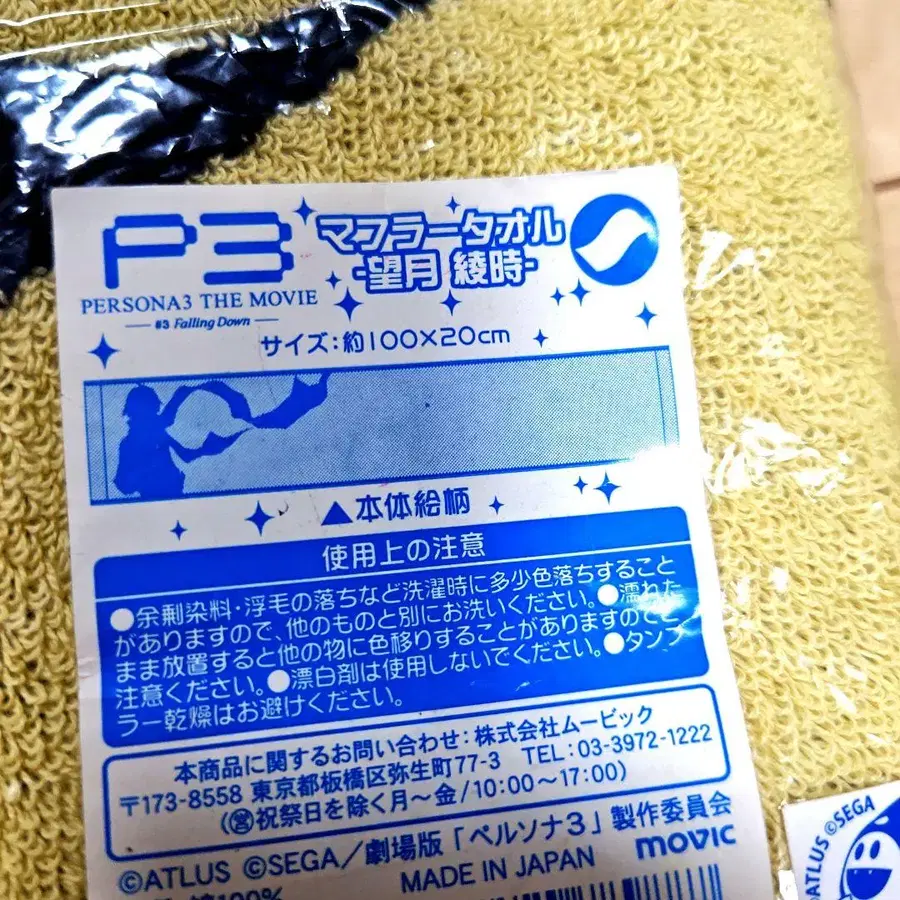 P3
マフラータオル
-望月 綾時-
PERSONA3 THE MOVIE
#3 Falling Down
サイズ:約100×20cm
▲本体絵柄
使用上の注意
●余剰染料・浮毛の落ちなど洗濯時に多少色落ちすること
がありますので、他のものと別にお洗いください。●濡れた
まま放置すると他の物に色移りすることがありますのでご
注意ください。●漂白剤は使用しないでください。●タンブ
ラー乾燥はお避けください。
本商品に関するお問い合わせ:株式会社ムービック
〒173-8558 東京都板橋区弥生町77-3 TEL:03-3972-1222
(㊡祝祭日を除く月〜金/10:00〜17:00)
©ATLUS ©SEGA/劇場版「ペルソナ3」製作委員会
MADE IN JAPAN movic
綿100%
©ATLUS ©SEGA